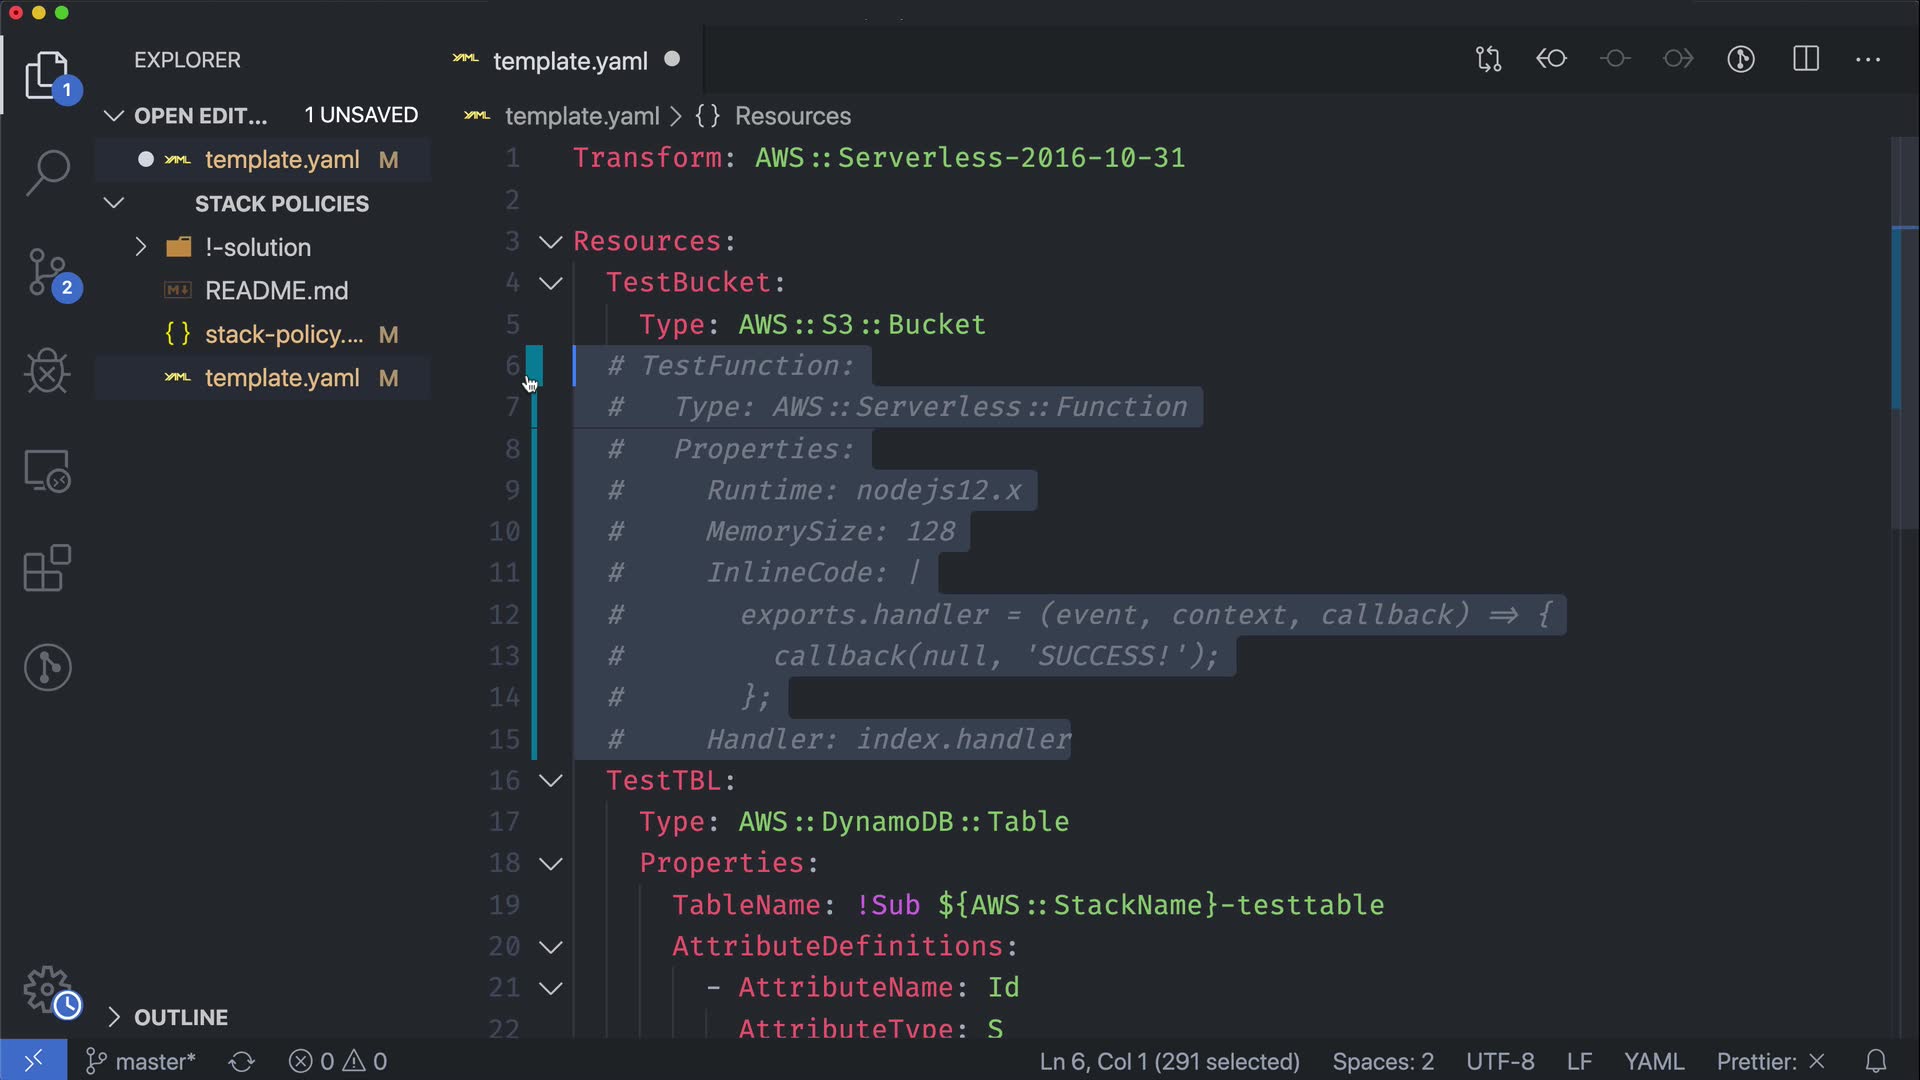 EXPLORER
1
OPEN EDIT... 1 UNSAVED
template.yaml M
STACK POLICIES
!-solution
README.md
{} stack-policy.... M
template.yaml M
2
OUTLINE
template.yaml
template.yaml > {} Resources
1 Transform: AWS::Serverless-2016-10-31
2
3 Resources:
4 TestBucket:
5 Type: AWS::S3::Bucket
6 # TestFunction:
7 # Type: AWS::Serverless::Function
8 # Properties:
9 # Runtime: nodejs12.x
10 # MemorySize: 128
11 # InlineCode: |
12 # exports.handler = (event, context, callback) => {
13 # callback(null, 'SUCCESS!');
14 # };
15 # Handler: index.handler
16 TestTBL:
17 Type: AWS::DynamoDB::Table
18 Properties:
19 TableName: !Sub ${AWS::StackName}-testtable
20 AttributeDefinitions:
21 - AttributeName: Id
22 AttributeType: S
master* 0 0 Ln 6, Col 1 (291 selected) Spaces: 2 UTF-8 LF YAML Prettier: ×